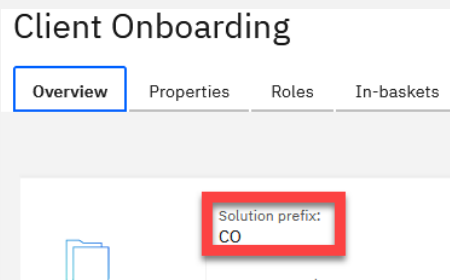 Client Onboarding
Overview Properties Roles In-baskets
Solution prefix:
CO